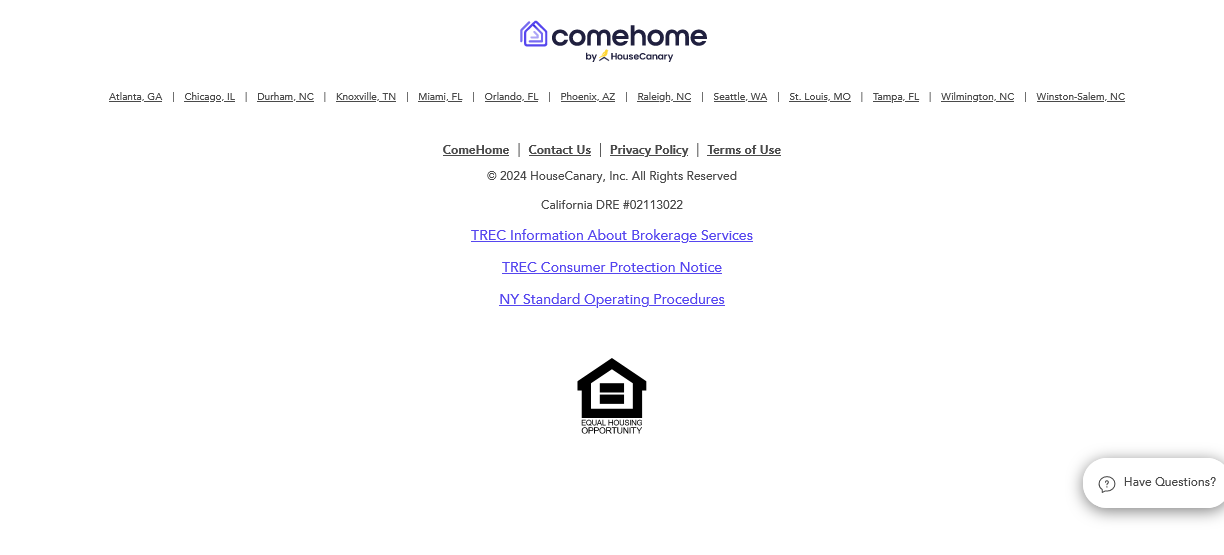 comehome
by HouseCanary
Atlanta, GA | Chicago, IL | Durham, NC | Knoxville, TN | Miami, FL | Orlando, FL | Phoenix, AZ | Raleigh, NC | Seattle, WA | St. Louis, MO | Tampa, FL | Wilmington, NC | Winston-Salem, NC
ComeHome | Contact Us | Privacy Policy | Terms of Use
© 2024 HouseCanary, Inc. All Rights Reserved
California DRE #02113022
TREC Information About Brokerage Services
TREC Consumer Protection Notice
NY Standard Operating Procedures
EQUAL HOUSING
OPPORTUNITY
Have Questions?